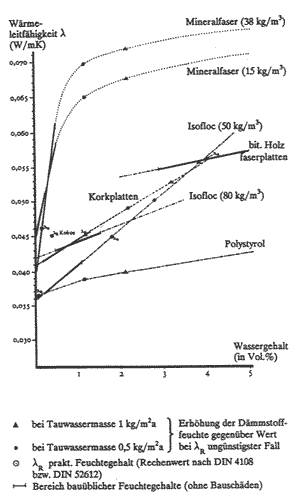 Wärme-
leitfähigkeit λ
(W/mK)
Mineralfaser (38 kg/m³)
0,070
Mineralfaser (15 kg/m³)
0,065
0,060
Isofloc (50 kg/m³)
0,055
bit. Holz
faserplatten
0,050
Korkplatten
Isofloc (80 kg/m³)
Kokos
0,045
Polystyrol
0,040
0,030
Wassergehalt
(in Vol.%)
0 1 2 3 4 5
▲ bei Tauwassermasse 1 kg/m²a
• bei Tauwassermasse 0,5 kg/m²a
Erhöhung der Dämmstoff-
feuchte gegenüber Wert
bei λR ungünstigster Fall
λR prakt. Feuchtegehalt (Rechenwert nach DIN 4108
bzw. DIN 52612)
Bereich bauüblicher Feuchtegehalte (ohne Bauschäden)